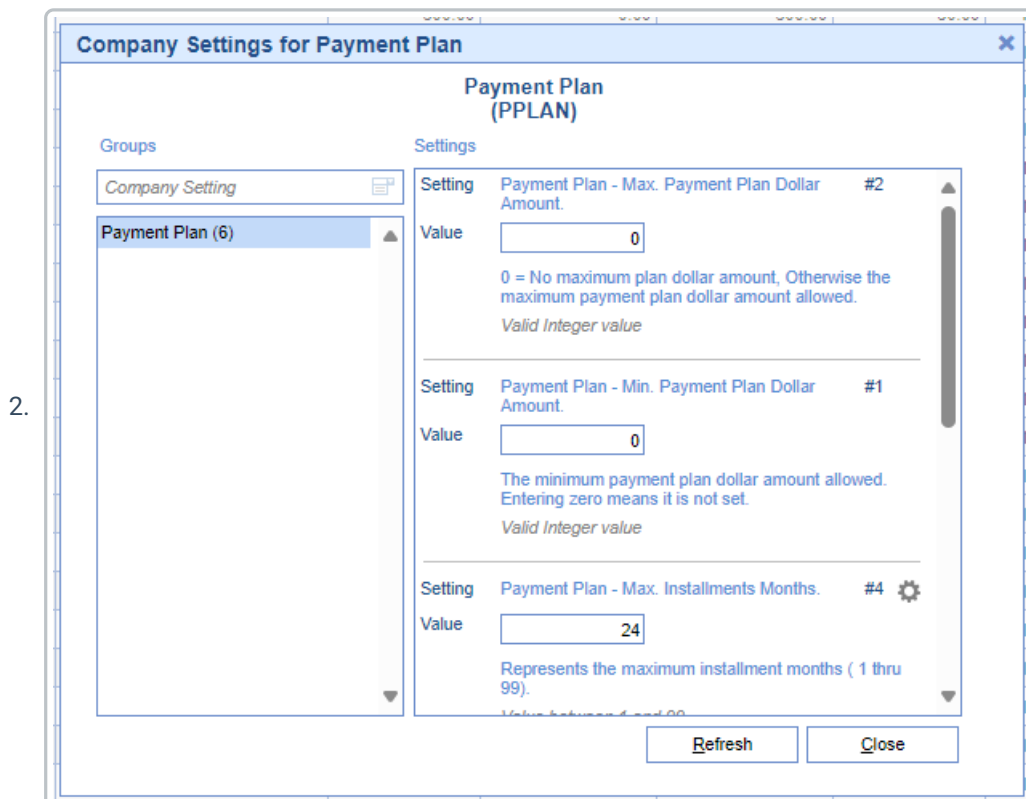 Company Settings for Payment Plan
Payment Plan
(PPLAN)
Groups
Settings
Company Setting
Payment Plan (6)
Setting Payment Plan - Max. Payment Plan Dollar #2
Amount.
Value 0
0 = No maximum plan dollar amount, Otherwise the
maximum payment plan dollar amount allowed.
Valid Integer value
2.
Setting Payment Plan - Min. Payment Plan Dollar #1
Amount.
Value 0
The minimum payment plan dollar amount allowed.
Entering zero means it is not set.
Valid Integer value
Setting Payment Plan - Max. Installments Months. #4
Value 24
Represents the maximum installment months ( 1 thru
99).
Refresh
Close